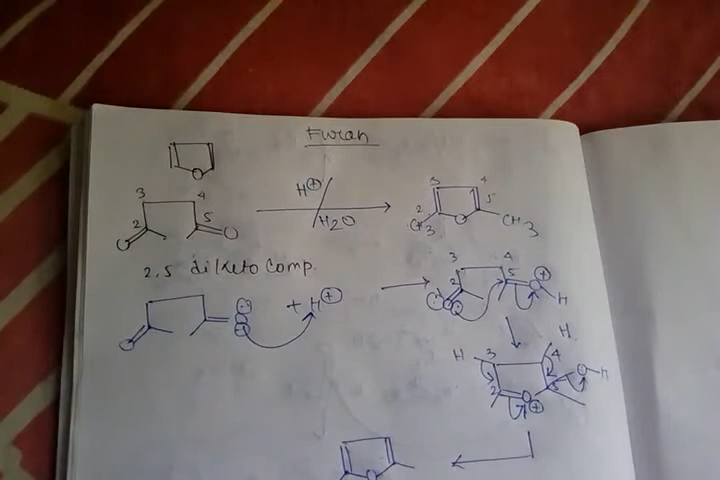 Furan
O
3 4
H⊕
H2O
2 5
O O
3 4
2 5
CH3 O CH3
2,5 diketo comp.
O O + H⊕
3 4
2 5
O O⊕ H
H 3 4 H
2 5 O-H
O⊕
O